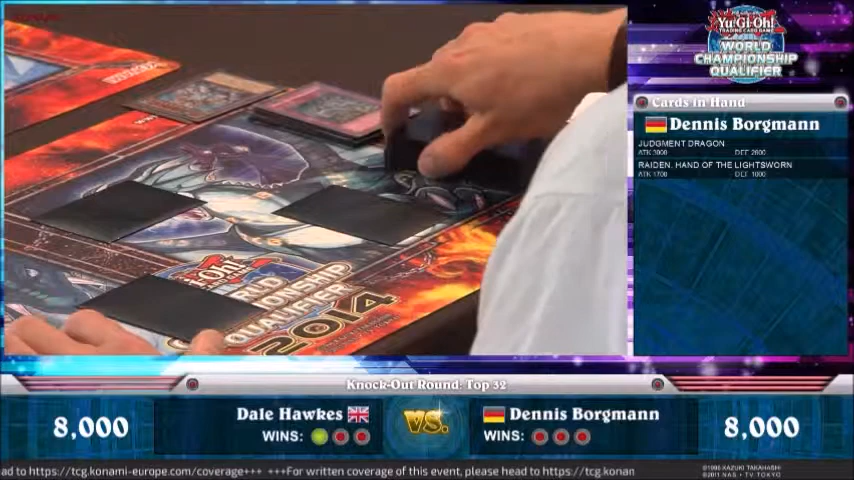 Yu-Gi-Oh!
TRADING CARD GAME
WORLD
CHAMPIONSHIP
QUALIFIER
Cards in Hand
Dennis Borgmann
JUDGMENT DRAGON
ATK 3000 DEF 2600
RAIDEN, HAND OF THE LIGHTSWORN
ATK 1700 DEF 1000
Yu-Gi-Oh!
QUALIFIER
2014
Knock-Out Round: Top 32
8,000
Dale Hawkes
WINS:
VS.
Dennis Borgmann
WINS:
8,000
ad to https://tcg.konami-europe.com/coverage+++ +++For written coverage of this event, please head to https://tcg.konan
©1996 KAZUKI TAKAHASHI
©2011 NAS • TV TOKYO